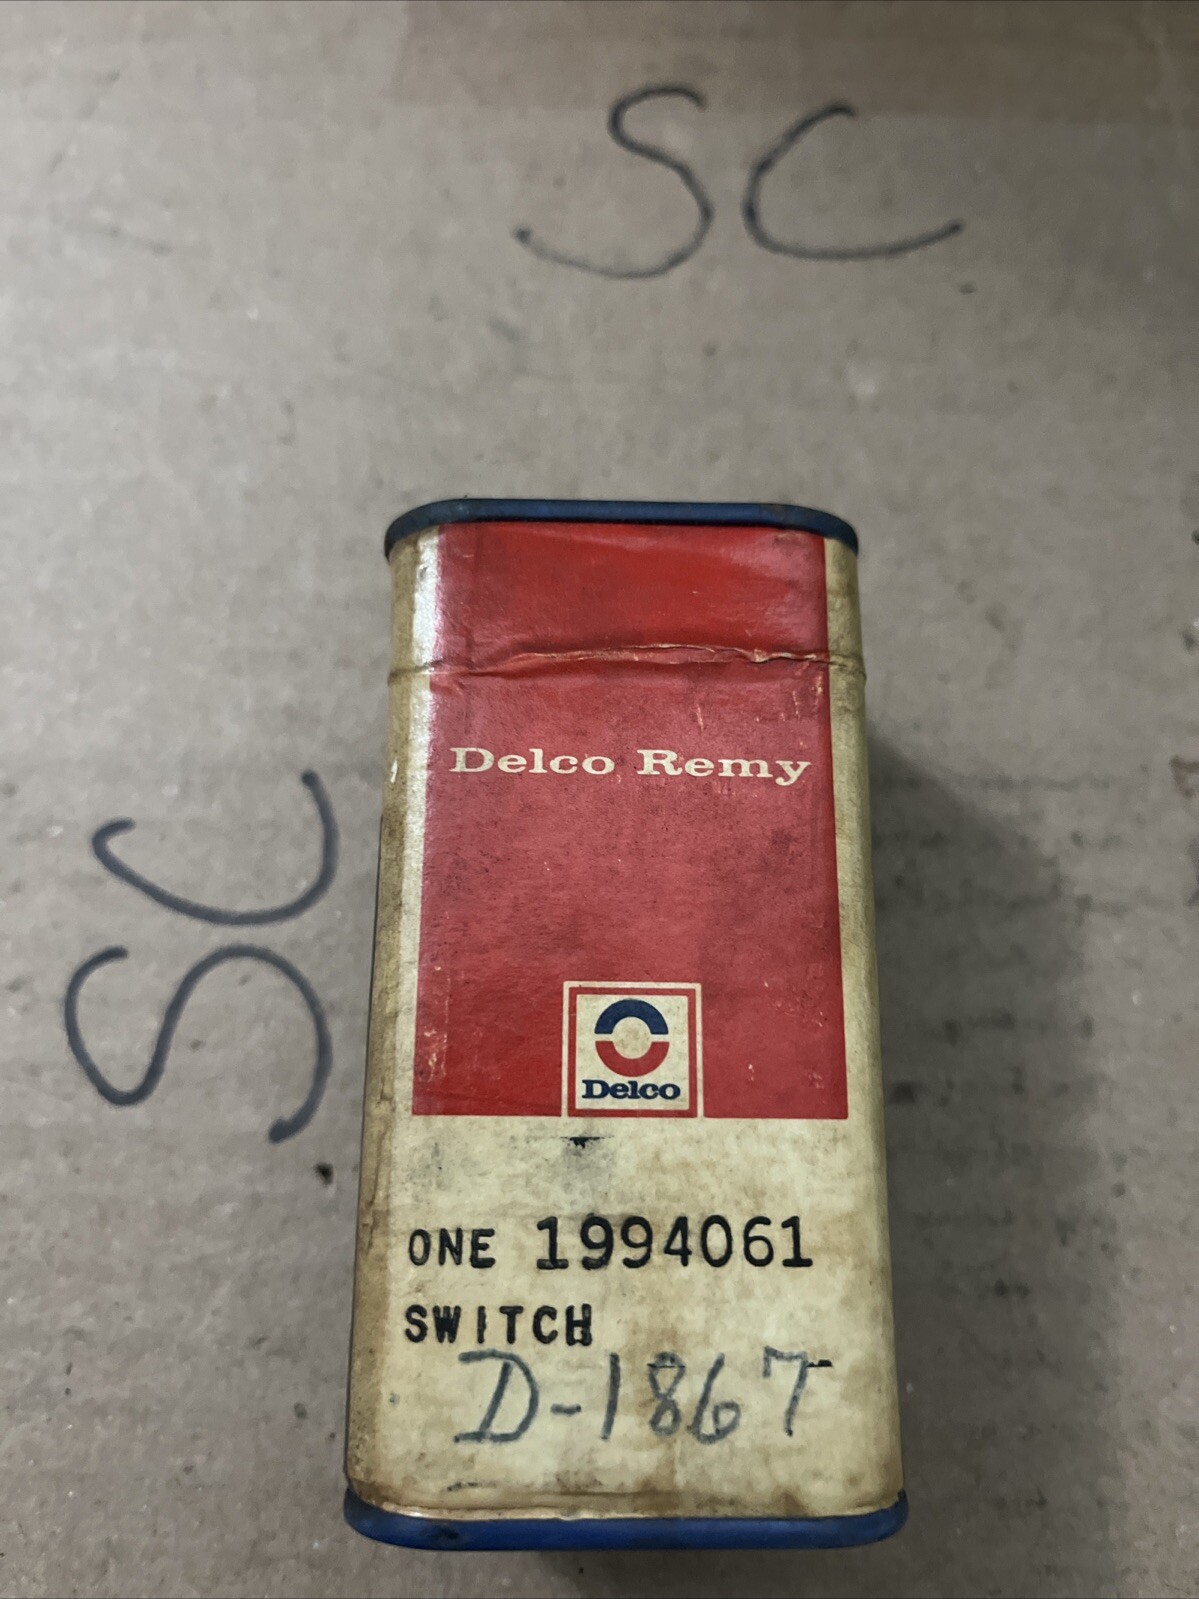 SC
SC
Delco Remy
Delco
ONE 1994061
SWITCH
D-1867